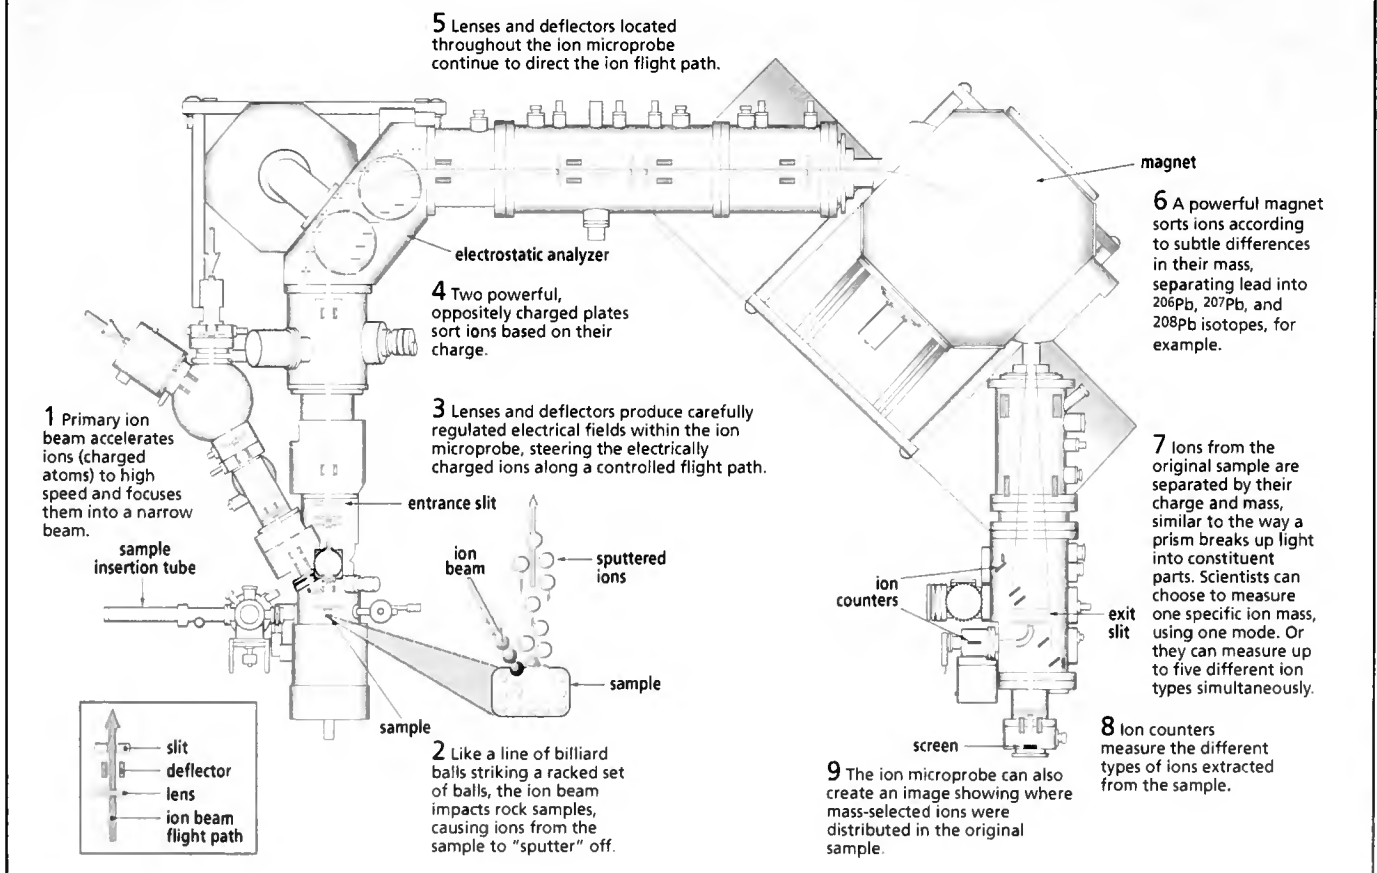 5 Lenses and deflectors located
throughout the ion microprobe
continue to direct the ion flight path.
magnet
6 A powerful magnet
sorts ions according
to subtle differences
in their mass,
separating lead into
206Pb, 207Pb, and
208Pb isotopes, for
example.
electrostatic analyzer
4 Two powerful,
oppositely charged plates
sort ions based on their
charge.
3 Lenses and deflectors produce carefully
regulated electrical fields within the ion
microprobe, steering the electrically
charged ions along a controlled flight path.
1 Primary ion
beam accelerates
ions (charged
atoms) to high
speed and focuses
them into a narrow
beam.
entrance slit
sample
insertion tube
ion
beam
sputtered
ions
sample
sample
2 Like a line of billiard
balls striking a racked set
of balls, the ion beam
impacts rock samples,
causing ions from the
sample to "sputter" off.
slit
deflector
lens
ion beam
flight path
7 Ions from the
original sample are
separated by their
charge and mass,
similar to the way a
prism breaks up light
into constituent
parts. Scientists can
choose to measure
one specific ion mass,
using one mode. Or
they can measure up
to five different ion
types simultaneously.
ion
counters
exit
slit
screen
8 Ion counters
measure the different
types of ions extracted
from the sample.
9 The ion microprobe can also
create an image showing where
mass-selected ions were
distributed in the original
sample.